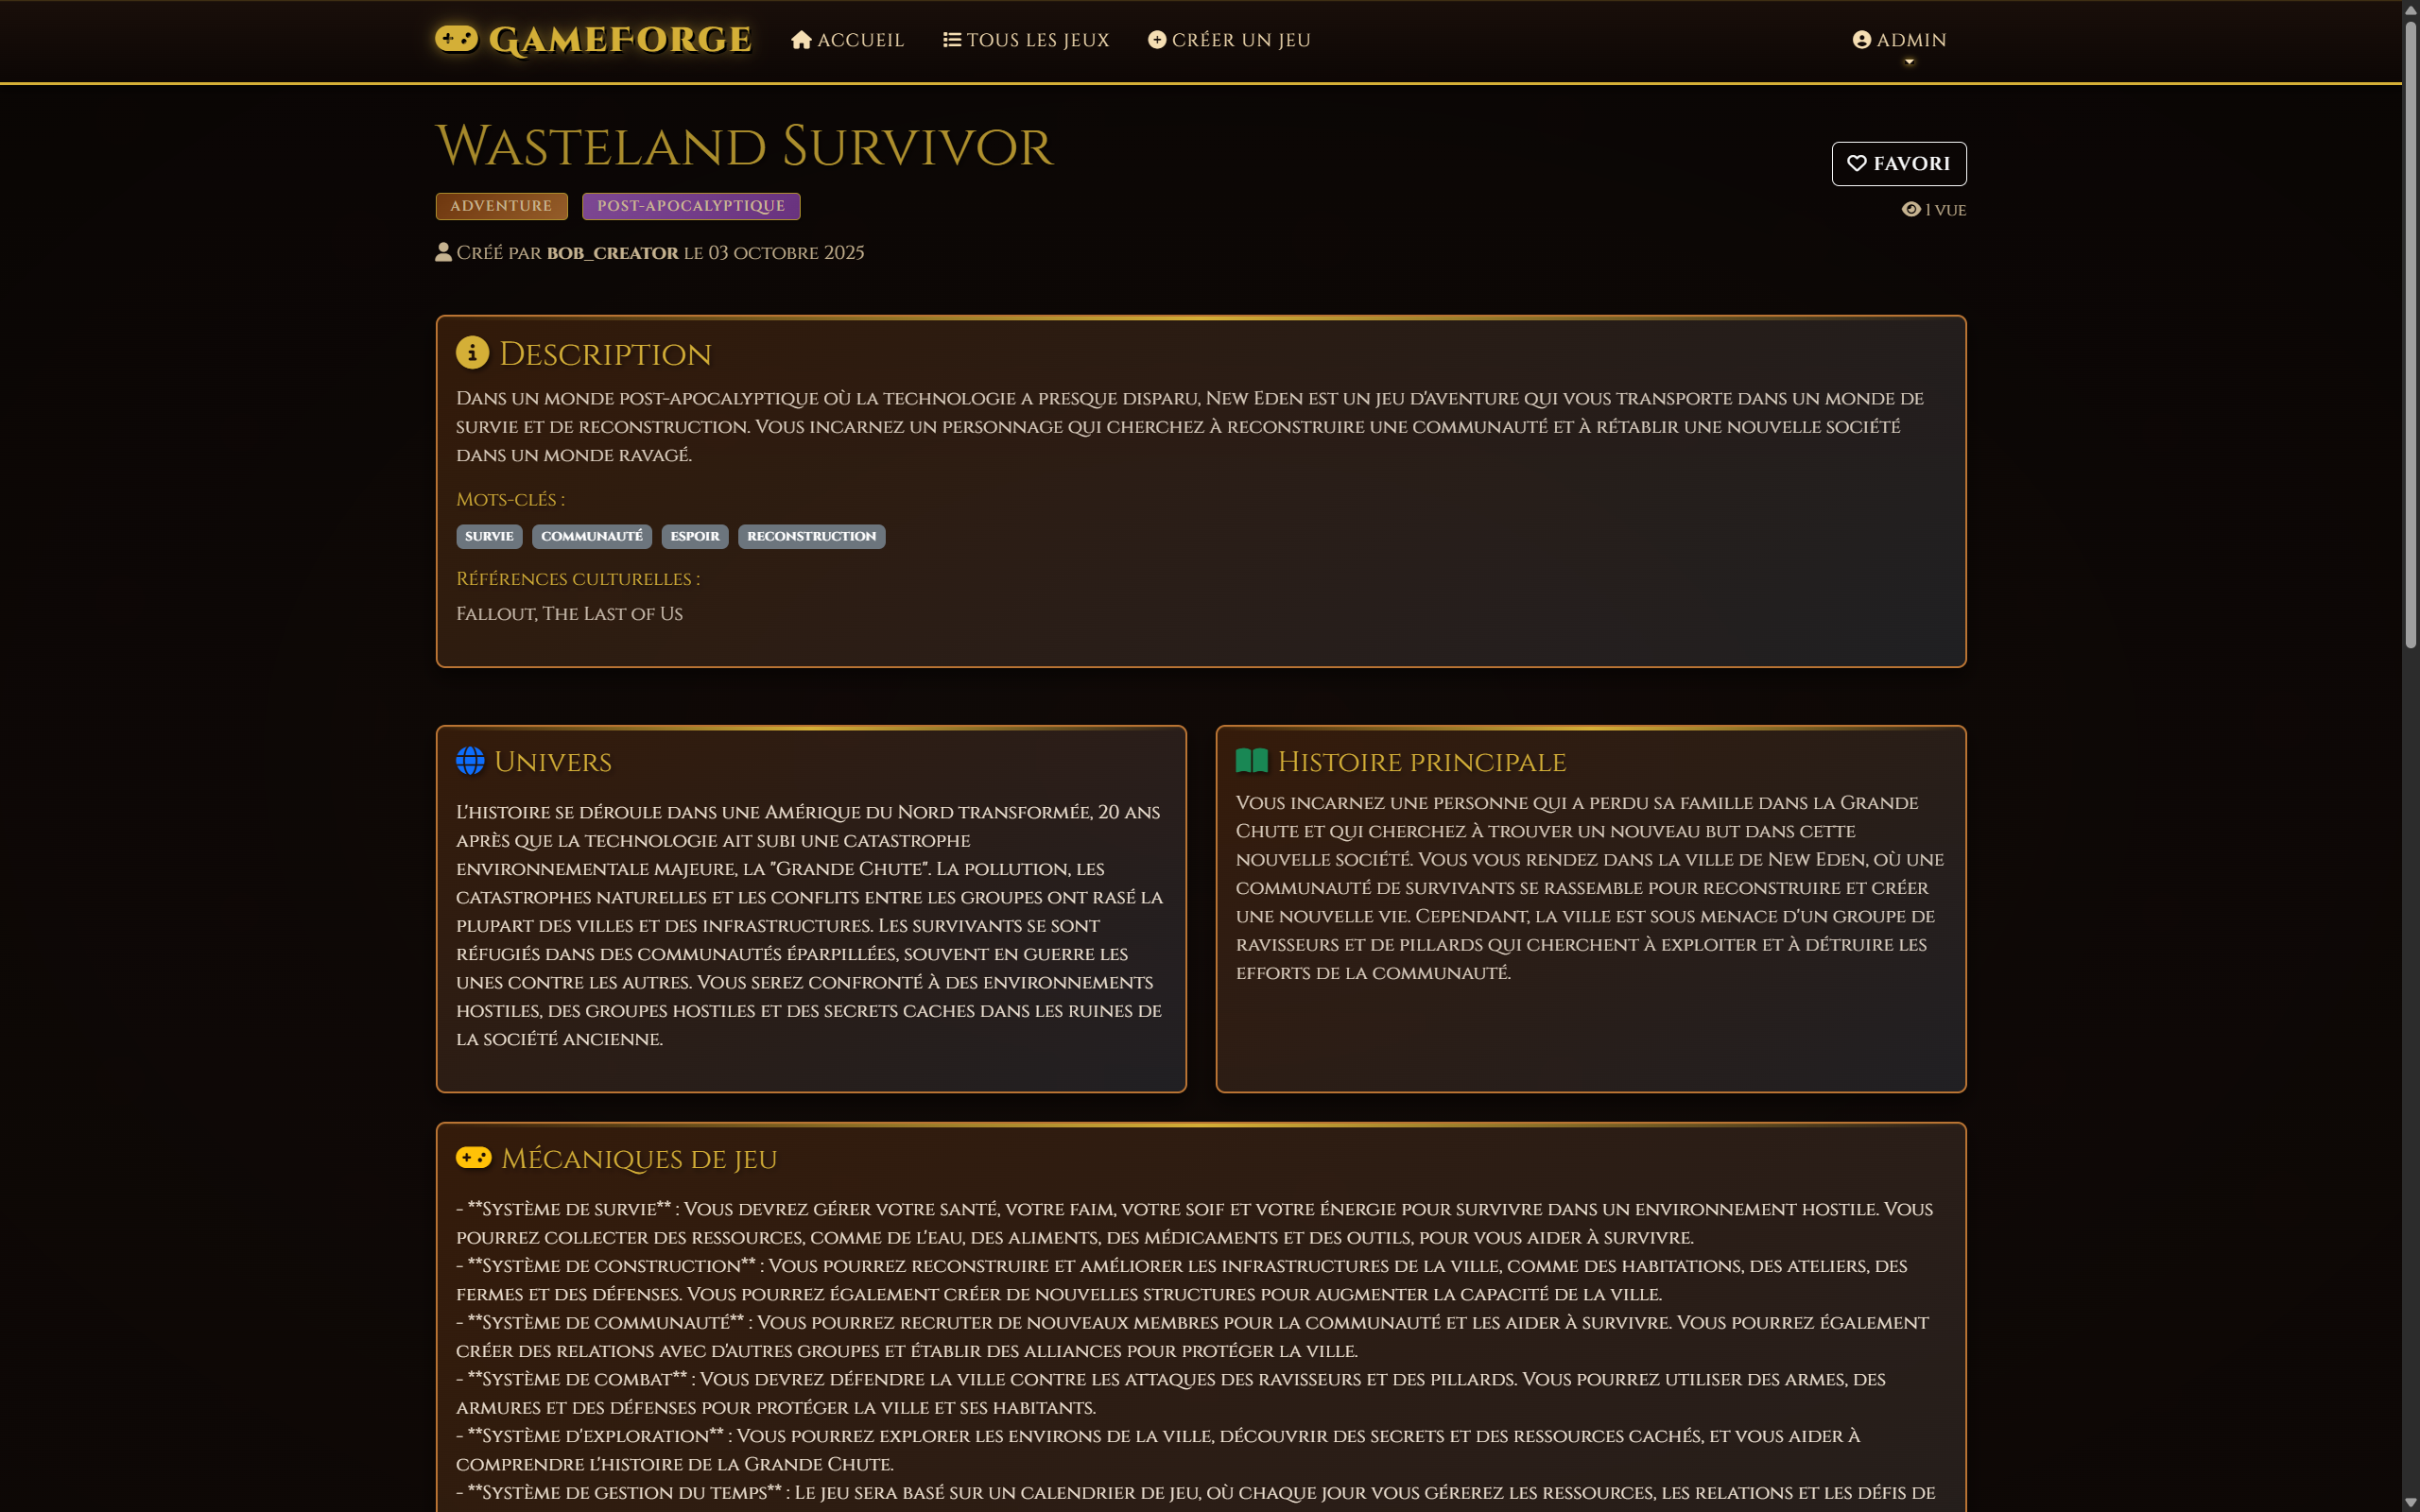 GameForge
ACCUEIL
TOUS LES JEUX
CRÉER UN JEU
ADMIN
Wasteland Survivor
FAVORI
ADVENTURE
POST-APOCALYPTIQUE
1 vue
Créé par bob_creator le 03 octobre 2025
Description
Dans un monde post-apocalyptique où la technologie a presque disparu, New Eden est un jeu d'aventure qui vous transporte dans un monde de
survie et de reconstruction. Vous incarnez un personnage qui cherchez à reconstruire une communauté et à rétablir une nouvelle société
dans un monde ravagé.
Mots-clés :
survie
communauté
espoir
reconstruction
Références culturelles :
Fallout, The Last of Us
Univers
L'histoire se déroule dans une Amérique du Nord transformée, 20 ans
après que la technologie ait subi une catastrophe
environnementale majeure, la "Grande Chute". La pollution, les
catastrophes naturelles et les conflits entre les groupes ont rasé la
plupart des villes et des infrastructures. Les survivants se sont
réfugiés dans des communautés éparpillées, souvent en guerre les
unes contre les autres. Vous serez confronté à des environnements
hostiles, des groupes hostiles et des secrets caches dans les ruines de
la société ancienne.
Histoire principale
Vous incarnez une personne qui a perdu sa famille dans la Grande
Chute et qui cherchez à trouver un nouveau but dans cette
nouvelle société. Vous vous rendez dans la ville de New Eden, où une
communauté de survivants se rassemble pour reconstruire et créer
une nouvelle vie. Cependant, la ville est sous menace d'un groupe de
ravisseurs et de pillards qui cherchent à exploiter et à détruire les
efforts de la communauté.
Mécaniques de jeu
- **Système de survie** : Vous devrez gérer votre santé, votre faim, votre soif et votre énergie pour survivre dans un environnement hostile. Vous
pourrez collecter des ressources, comme de l'eau, des aliments, des médicaments et des outils, pour vous aider à survivre.
- **Système de construction** : Vous pourrez reconstruire et améliorer les infrastructures de la ville, comme des habitations, des ateliers, des
fermes et des défenses. Vous pourrez également créer de nouvelles structures pour augmenter la capacité de la ville.
- **Système de communauté** : Vous pourrez recruter de nouveaux membres pour la communauté et les aider à survivre. Vous pourrez également
créer des relations avec d'autres groupes et établir des alliances pour protéger la ville.
- **Système de combat** : Vous devrez défendre la ville contre les attaques des ravisseurs et des pillards. Vous pourrez utiliser des armes, des
armures et des défenses pour protéger la ville et ses habitants.
- **Système d'exploration** : Vous pourrez explorer les environs de la ville, découvrir des secrets et des ressources cachés, et vous aider à
comprendre l'histoire de la Grande Chute.
- **Système de gestion du temps** : Le jeu sera basé sur un calendrier de jeu, où chaque jour vous gérerez les ressources, les relations et les défis de